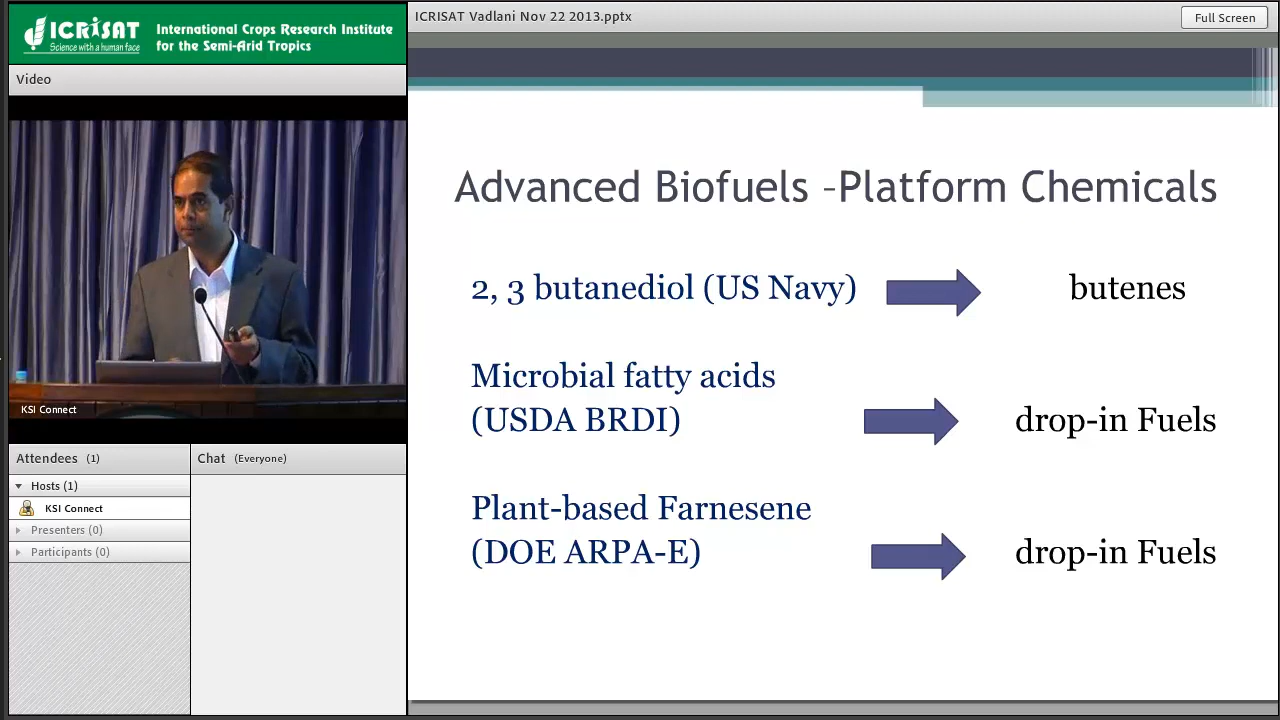 ICRISAT
Science with a human face
International Crops Research Institute
for the Semi-Arid Tropics
ICRISAT Vadlani Nov 22 2013.pptx
Full Screen
Video
KSI Connect
Attendees (1)
Hosts (1)
KSI Connect
Presenters (0)
Participants (0)
Chat (Everyone)
Advanced Biofuels –Platform Chemicals
2, 3 butanediol (US Navy)
butenes
Microbial fatty acids
(USDA BRDI)
drop-in Fuels
Plant-based Farnesene
(DOE ARPA-E)
drop-in Fuels